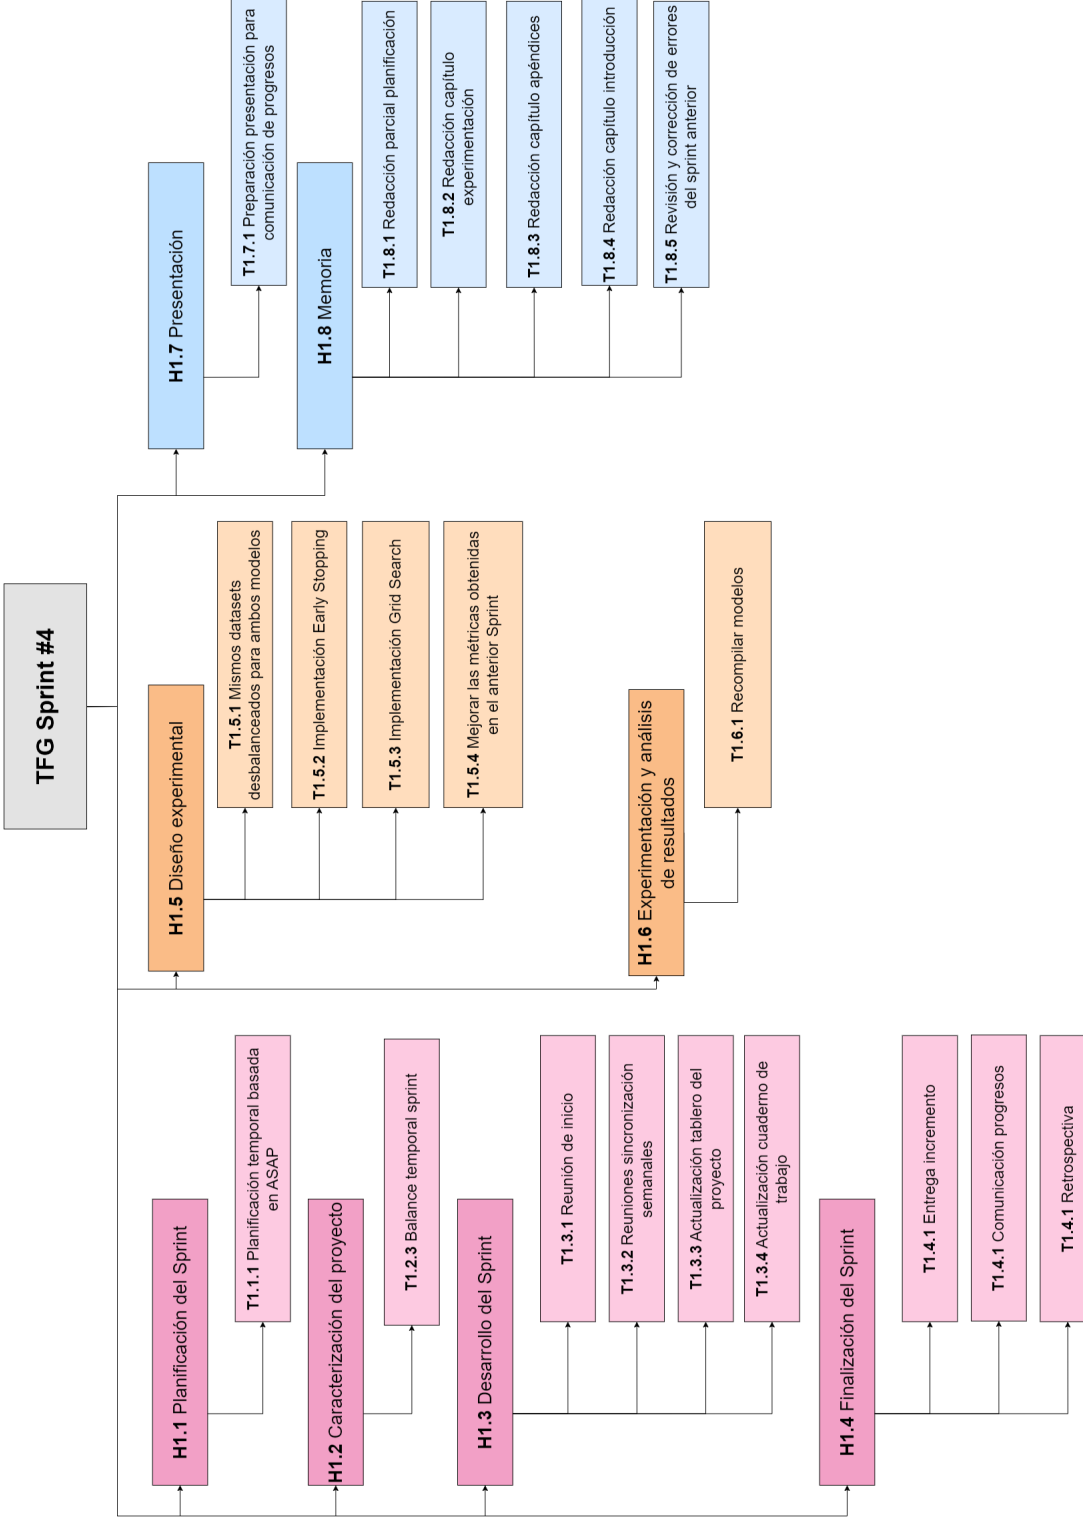 TFG Sprint #4
H1.1 Planificación del Sprint
T1.1.1 Planificación temporal basada
en ASAP
H1.2 Caracterización del proyecto
T1.2.3 Balance temporal sprint
H1.3 Desarrollo del Sprint
T1.3.1 Reunión de inicio
T1.3.2 Reuniones sincronización
semanales
T1.3.3 Actualización tablero del
proyecto
T1.3.4 Actualización cuaderno de
trabajo
H1.4 Finalización del Sprint
T1.4.1 Entrega incremento
T1.4.1 Comunicación progresos
T1.4.1 Retrospectiva
H1.5 Diseño experimental
T1.5.1 Mismos datasets
desbalanceados para ambos modelos
T1.5.2 Implementación Early Stopping
T1.5.3 Implementación Grid Search
T1.5.4 Mejorar las métricas obtenidas
en el anterior Sprint
H1.6 Experimentación y análisis
de resultados
T1.6.1 Recompilar modelos
H1.7 Presentación
T1.7.1 Preparación presentación para
comunicación de progresos
H1.8 Memoria
T1.8.1 Redacción parcial planificación
T1.8.2 Redacción capítulo
experimentación
T1.8.3 Redacción capítulo apéndices
T1.8.4 Redacción capítulo introducción
T1.8.5 Revisión y corrección de errores
del sprint anterior